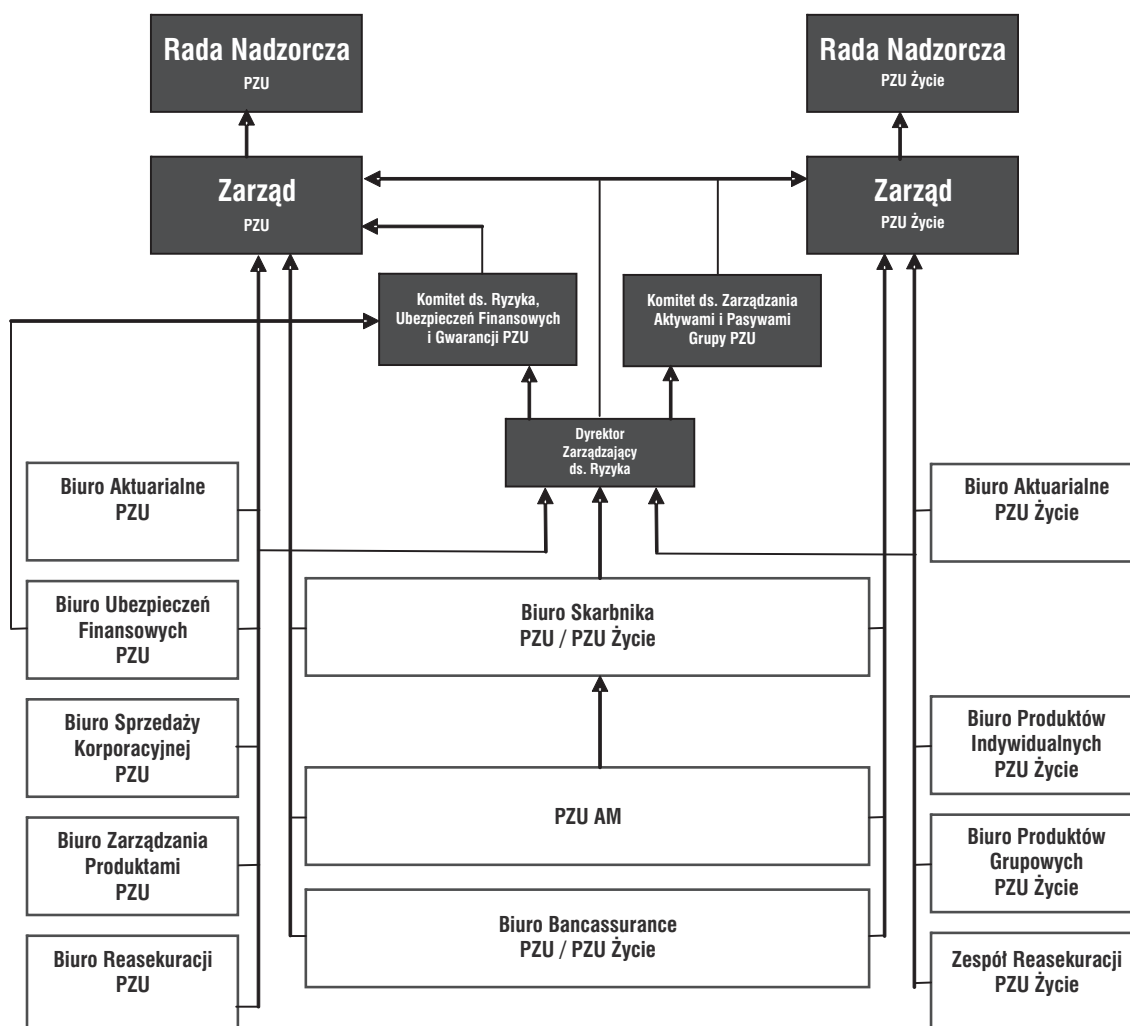 Rada Nadzorcza
PZU
Rada Nadzorcza
PZU Życie
Zarząd
PZU
Zarząd
PZU Życie
Komitet ds. Ryzyka,
Ubezpieczeń Finansowych
i Gwarancji PZU
Komitet ds. Zarządzania
Aktywami i Pasywami
Grupy PZU
Dyrektor
Zarządzający
ds. Ryzyka
Biuro Aktuarialne
PZU
Biuro Aktuarialne
PZU Życie
Biuro Ubezpieczeń
Finansowych
PZU
Biuro Skarbnika
PZU / PZU Życie
Biuro Sprzedaży
Korporacyjnej
PZU
Biuro Produktów
Indywidualnych
PZU Życie
PZU AM
Biuro Zarządzania
Produktami
PZU
Biuro Produktów
Grupowych
PZU Życie
Biuro Bancassurance
PZU / PZU Życie
Biuro Reasekuracji
PZU
Zespół Reasekuracji
PZU Życie